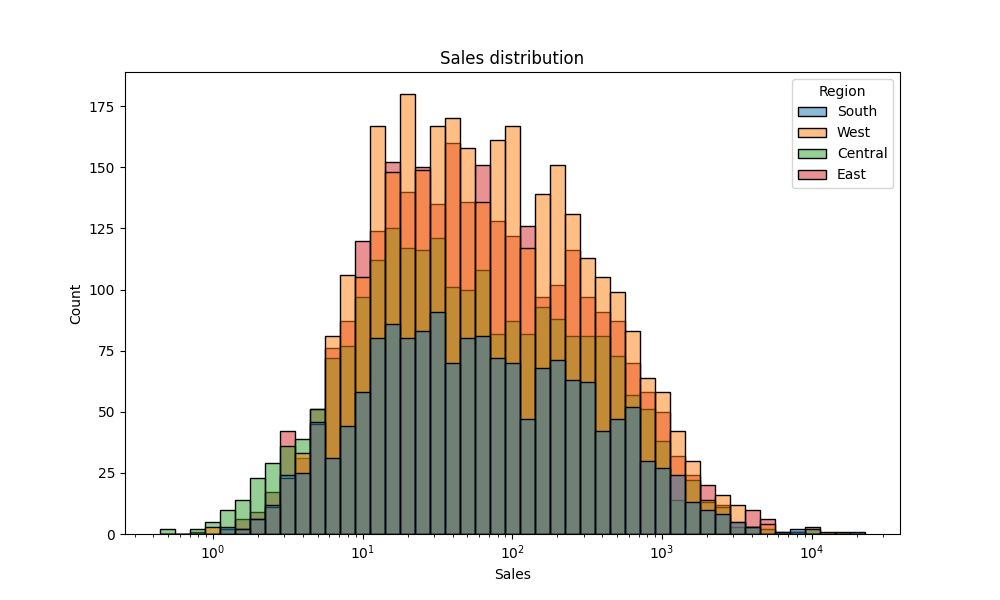 Sales distribution
Region
South
West
Central
East
175
150
125
100
75
50
25
0
Count
10⁰ 10¹ 10² 10³ 10⁴
Sales